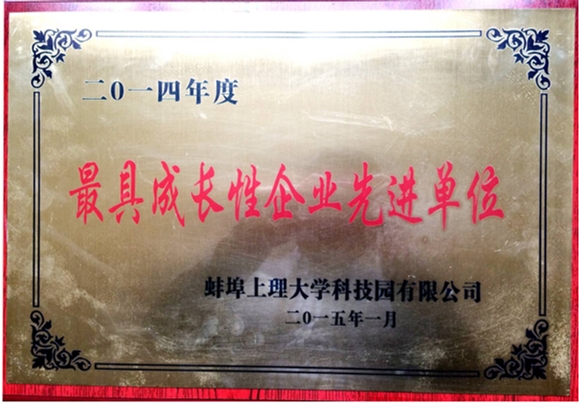 二0一四年度
最具成长性企业先进单位
蚌埠上理大学科技园有限公司
二0一五年一月